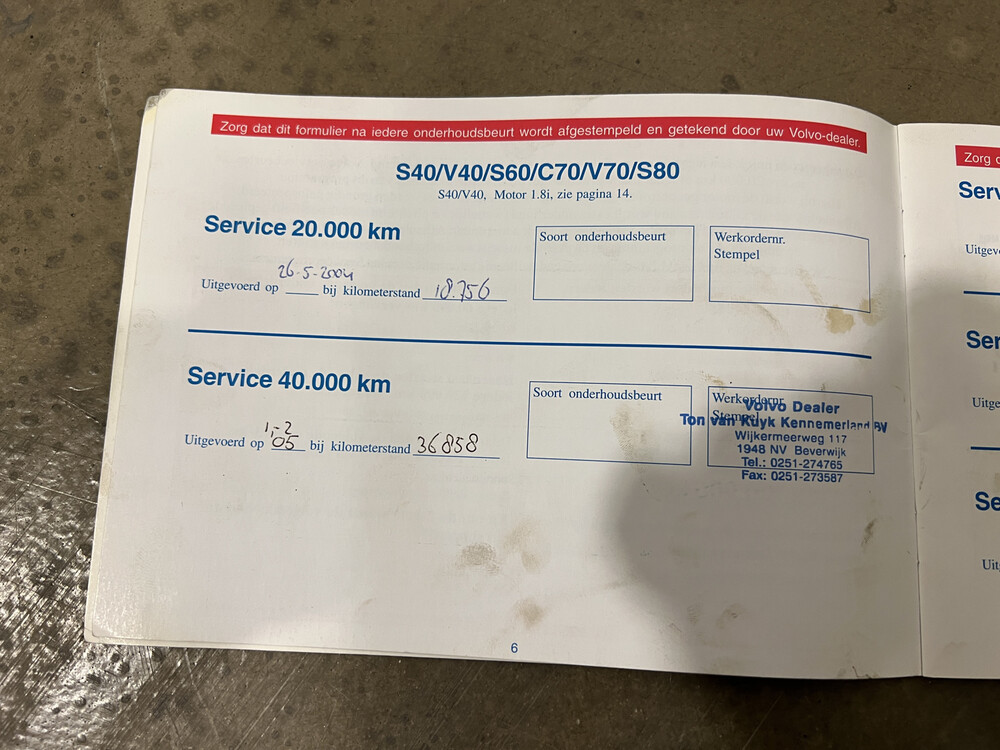 Zorg dat dit formulier na iedere onderhoudsbeurt wordt afgestempeld en getekend door uw Volvo-dealer.
S40/V40/S60/C70/V70/S80
S40/V40, Motor 1.8i, zie pagina 14.
Service 20.000 km
26-5-2004
Uitgevoerd op bij kilometerstand 18.756
Soort onderhoudsbeurt
Werkordernr.
Stempel
Service 40.000 km
1,-2
Uitgevoerd op 05 bij kilometerstand 36858
Soort onderhoudsbeurt
Werkordernr.
Stempel
Volvo Dealer
Ton van Kuyk Kennemerland BV
Wijkermeerweg 117
1948 NV Beverwijk
Tel.: 0251-274765
Fax: 0251-273587
6
Zorg